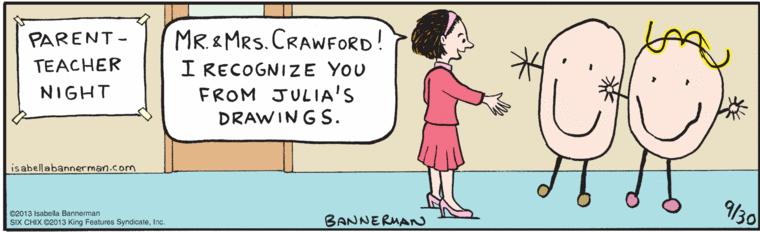 PARENT-
TEACHER
NIGHT
MR. & MRS. CRAWFORD!
I RECOGNIZE YOU
FROM JULIA'S
DRAWINGS.
isabellabannerman.com
©2013 Isabella Bannerman
SIX CHIX ©2013 King Features Syndicate, Inc.
BANNERMAN
9/30